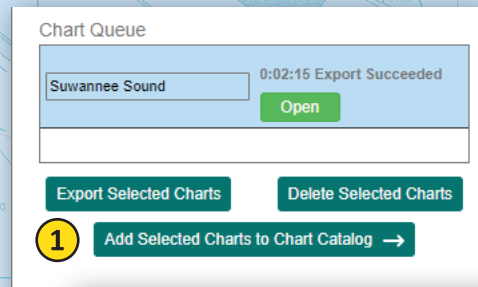 Chart Queue
Suwannee Sound
0:02:15 Export Succeeded
Open
Export Selected Charts
Delete Selected Charts
1
Add Selected Charts to Chart Catalog →